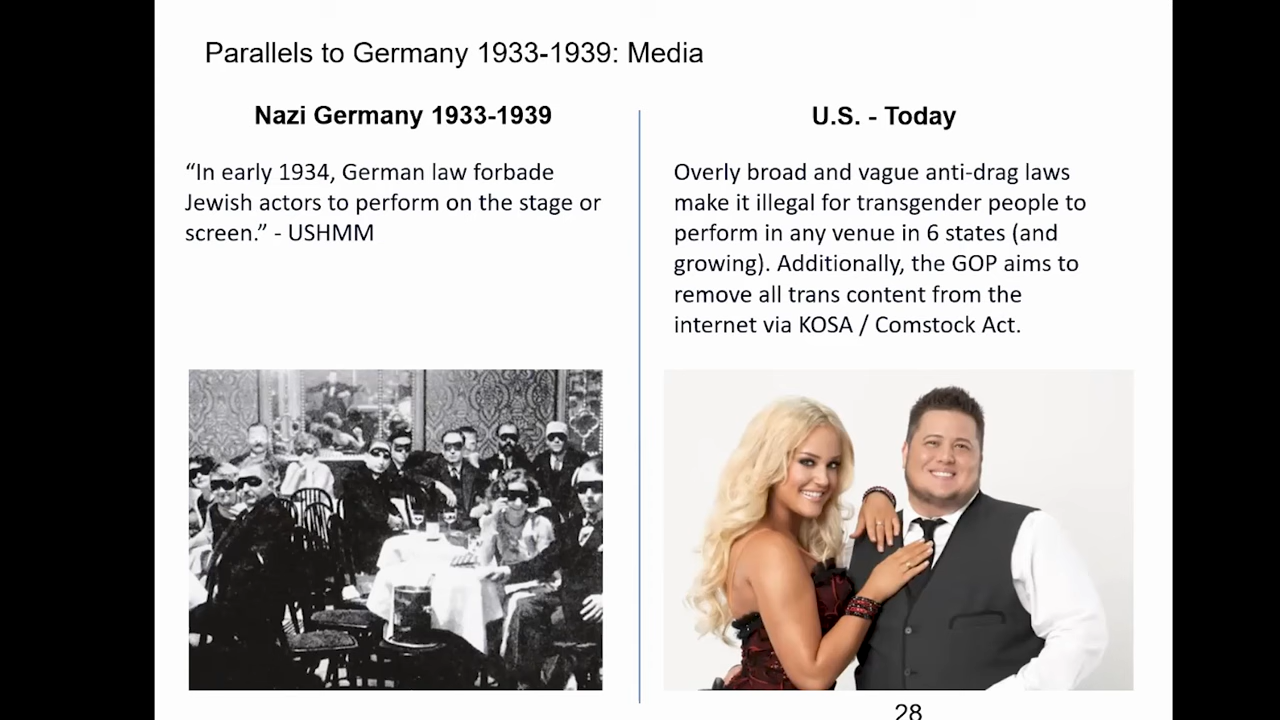 Parallels to Germany 1933-1939: Media
Nazi Germany 1933-1939
“In early 1934, German law forbade
Jewish actors to perform on the stage or
screen.” - USHMM
U.S. - Today
Overly broad and vague anti-drag laws
make it illegal for transgender people to
perform in any venue in 6 states (and
growing). Additionally, the GOP aims to
remove all trans content from the
internet via KOSA / Comstock Act.
28